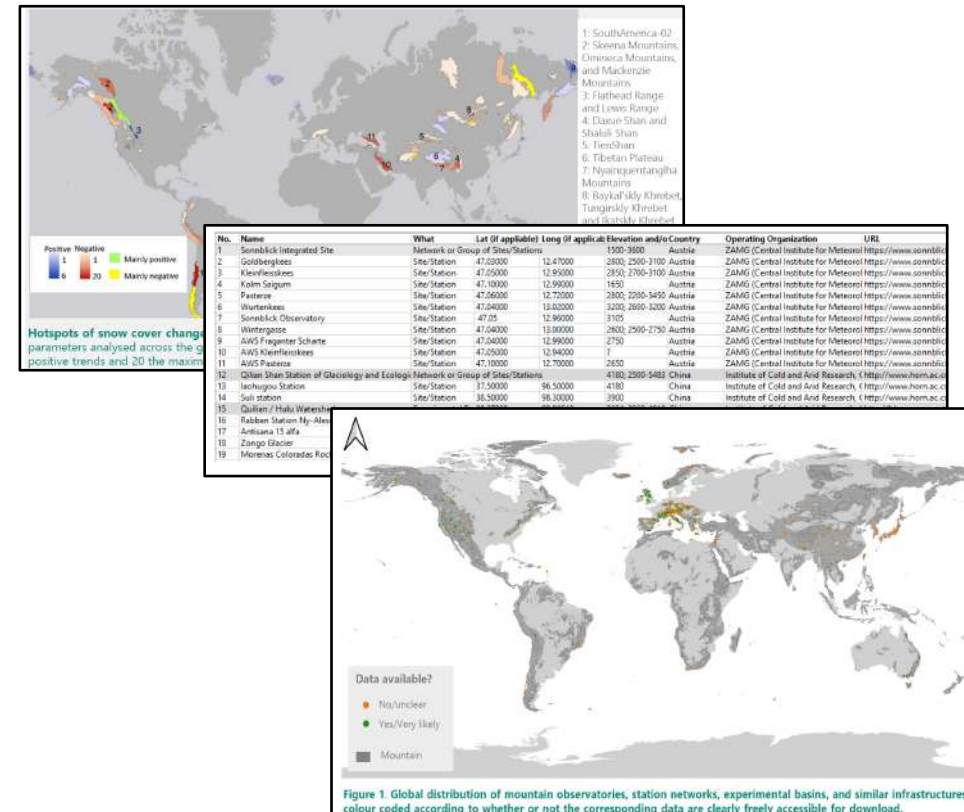 1: SouthAmerica-02
2: Skeena Mountains,
Omineca Mountains,
and Mackenzie
Mountains
3: Flathead Range
and Lewis Range
4: Daxue Shan and
Shaluli Shan
5: TienShan
6: Tibetan Plateau
7: Nyainquentanglha
Mountains
8: Baykal'skly Khrebet,
Tungirskly Khrebet
and Ikatskly Khrebet
Positive Negative
1 1 Mainly positive
6 20 Mainly negative
Hotspots of snow cover change
parameters analysed across the g
positive trends and 20 the maxim
No. Name What Lat (if appliable) Long (if applicab Elevation and/o Country Operating Organization URL
1 Sonnblick Integrated Site Network or Group of Sites/Stations 1500-3600 Austria ZAMG (Central Institute for Meteorol https://www.sonnblic
2 Goldbergkees Site/Station 47.03000 12.47000 2800; 2500-3100 Austria ZAMG (Central Institute for Meteorol https://www.sonnblic
3 Kleinfleisskees Site/Station 47.05000 12.95000 2850; 2700-3100 Austria ZAMG (Central Institute for Meteorol https://www.sonnblic
4 Kolm Saigurn Site/Station 47.10000 12.99000 1650 Austria ZAMG (Central Institute for Meteorol https://www.sonnblic
5 Pasterze Site/Station 47.06000 12.72000 2800; 2200-3450 Austria ZAMG (Central Institute for Meteorol https://www.sonnblic
6 Wurtenkees Site/Station 47.04000 13.02000 3200; 2600-3200 Austria ZAMG (Central Institute for Meteorol https://www.sonnblic
7 Sonnblick Observatory Site/Station 47.05 12.96000 3105 Austria ZAMG (Central Institute for Meteorol https://www.sonnblic
8 Wintergasse Site/Station 47.04000 13.00000 2600; 2500-2750 Austria ZAMG (Central Institute for Meteorol https://www.sonnblic
9 AWS Fraganter Scharte Site/Station 47.04000 12.99000 2750 Austria ZAMG (Central Institute for Meteorol https://www.sonnblic
10 AWS Kleinfleisskees Site/Station 47.05000 12.94000 ? Austria ZAMG (Central Institute for Meteorol https://www.sonnblic
11 AWS Pasterze Site/Station 47.10000 12.70000 2650 Austria ZAMG (Central Institute for Meteorol https://www.sonnblic
12 Qilian Shan Station of Glaciology and Ecologi Network or Group of Sites/Stations 4180; 2500-5483 China Institute of Cold and Arid Research, C http://www.horn.ac.c
13 laohugou Station Site/Station 37.50000 96.50000 4180 China Institute of Cold and Arid Research, C http://www.horn.ac.c
14 Suli station Site/Station 38.50000 98.30000 3900 China Institute of Cold and Arid Research, C http://www.horn.ac.c
15 Quilian / Hulu Watershed
16 Rabben Station Ny-Ales
17 Antisana 15 alfa
18 Zongo Glacier
19 Morenas Coloradas Roc
Data available?
No/unclear
Yes/Very likely
Mountain
Figure 1. Global distribution of mountain observatories, station networks, experimental basins, and similar infrastructures
colour coded according to whether or not the corresponding data are clearly freely accessible for download.